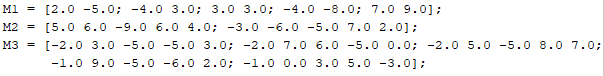 M1 = [2.0 -5.0; -4.0 3.0; 3.0 3.0; -4.0 -8.0; 7.0 9.0];
M2 = [5.0 6.0 -9.0 6.0 4.0; -3.0 -6.0 -5.0 7.0 2.0];
M3 = [-2.0 3.0 -5.0 -5.0 3.0; -2.0 7.0 6.0 -5.0 0.0; -2.0 5.0 -5.0 8.0 7.0;
-1.0 9.0 -5.0 -6.0 2.0; -1.0 0.0 3.0 5.0 -3.0];